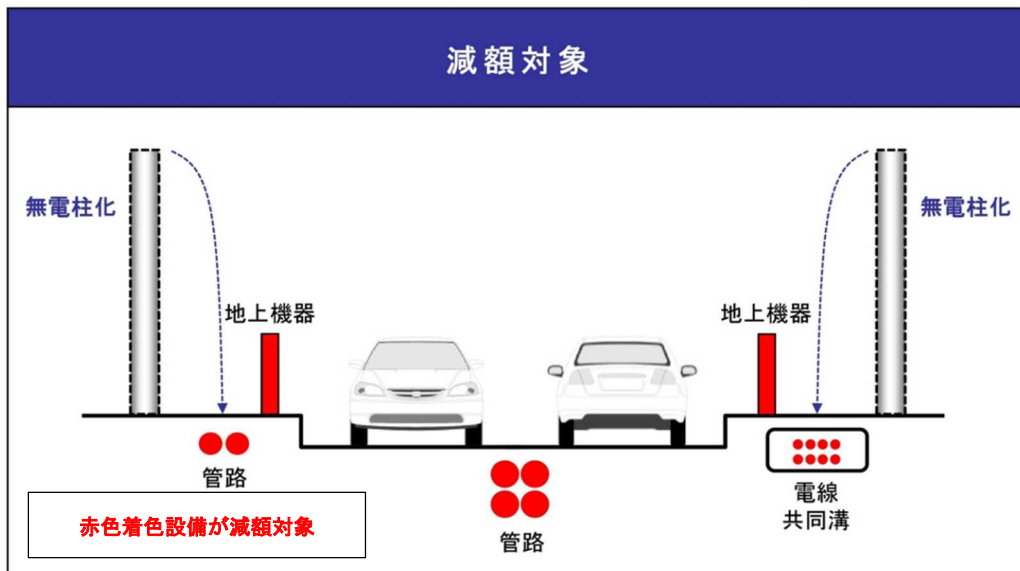 減額対象
無電柱化
無電柱化
地上機器
地上機器
管路
電線
共同溝
赤色着色設備が減額対象
管路